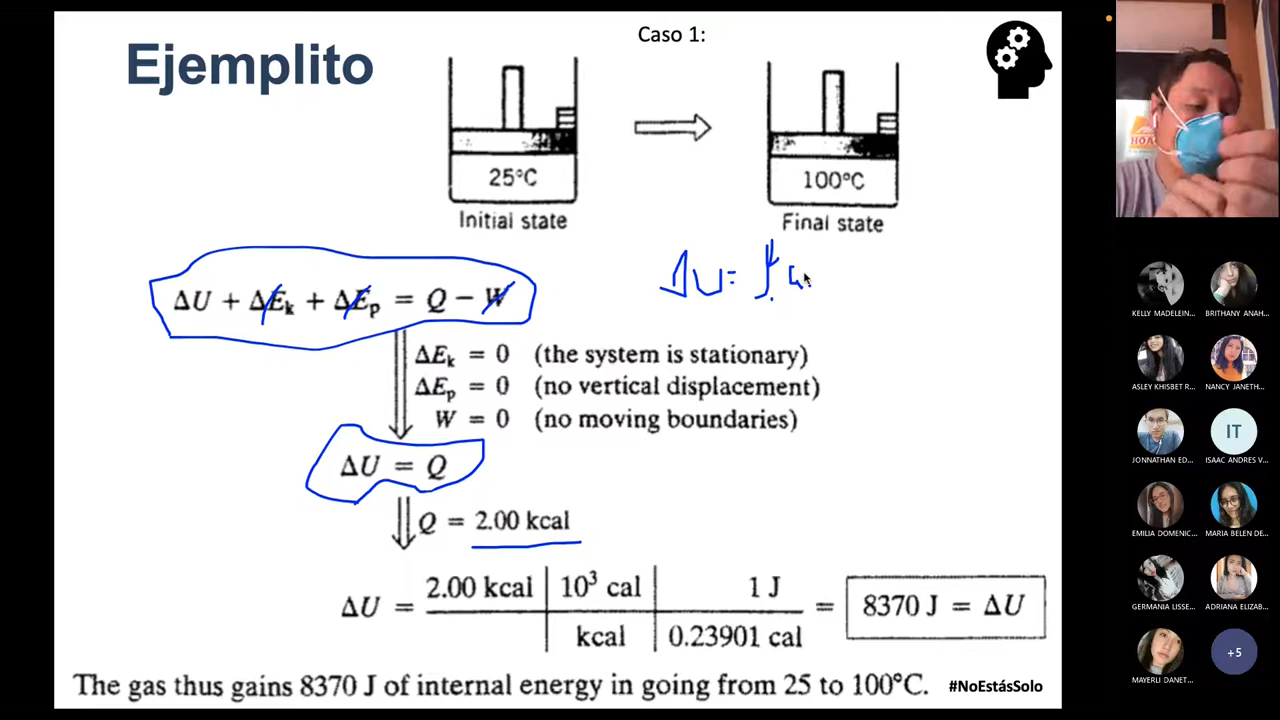 Caso 1:
Ejemplito
25°C
100°C
Initial state
Final state
ΔU + ΔEk + ΔEp = Q − W
ΔU =
ΔEk = 0 (the system is stationary)
ΔEp = 0 (no vertical displacement)
W = 0 (no moving boundaries)
ΔU = Q
Q = 2.00 kcal
ΔU = 2.00 kcal | 10³ cal | 1 J = 8370 J = ΔU
kcal | 0.23901 cal
The gas thus gains 8370 J of internal energy in going from 25 to 100°C. #NoEstásSolo
KELLY MADELEIN... BRITHANY ANAH...
ASLEY KHISBET R... NANCY JANETH...
IT
JONNATHAN ED... ISAAC ANDRES V...
EMILIA DOMENIC... MARIA BELEN DE...
GERMANIA LISSE... ADRIANA ELIZAB...
+5
MAYERLI DANET...